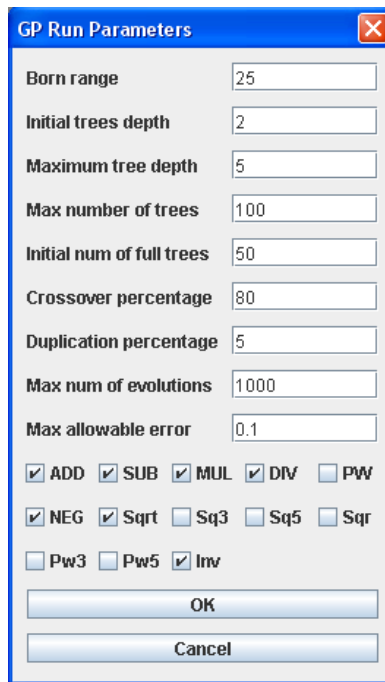 GP Run Parameters
Born range 25
Initial trees depth 2
Maximum tree depth 5
Max number of trees 100
Initial num of full trees 50
Crossover percentage 80
Duplication percentage 5
Max num of evolutions 1000
Max allowable error 0.1
ADD SUB MUL DIV PW
NEG Sqrt Sq3 Sq5 Sqr
Pw3 Pw5 Inv
OK
Cancel